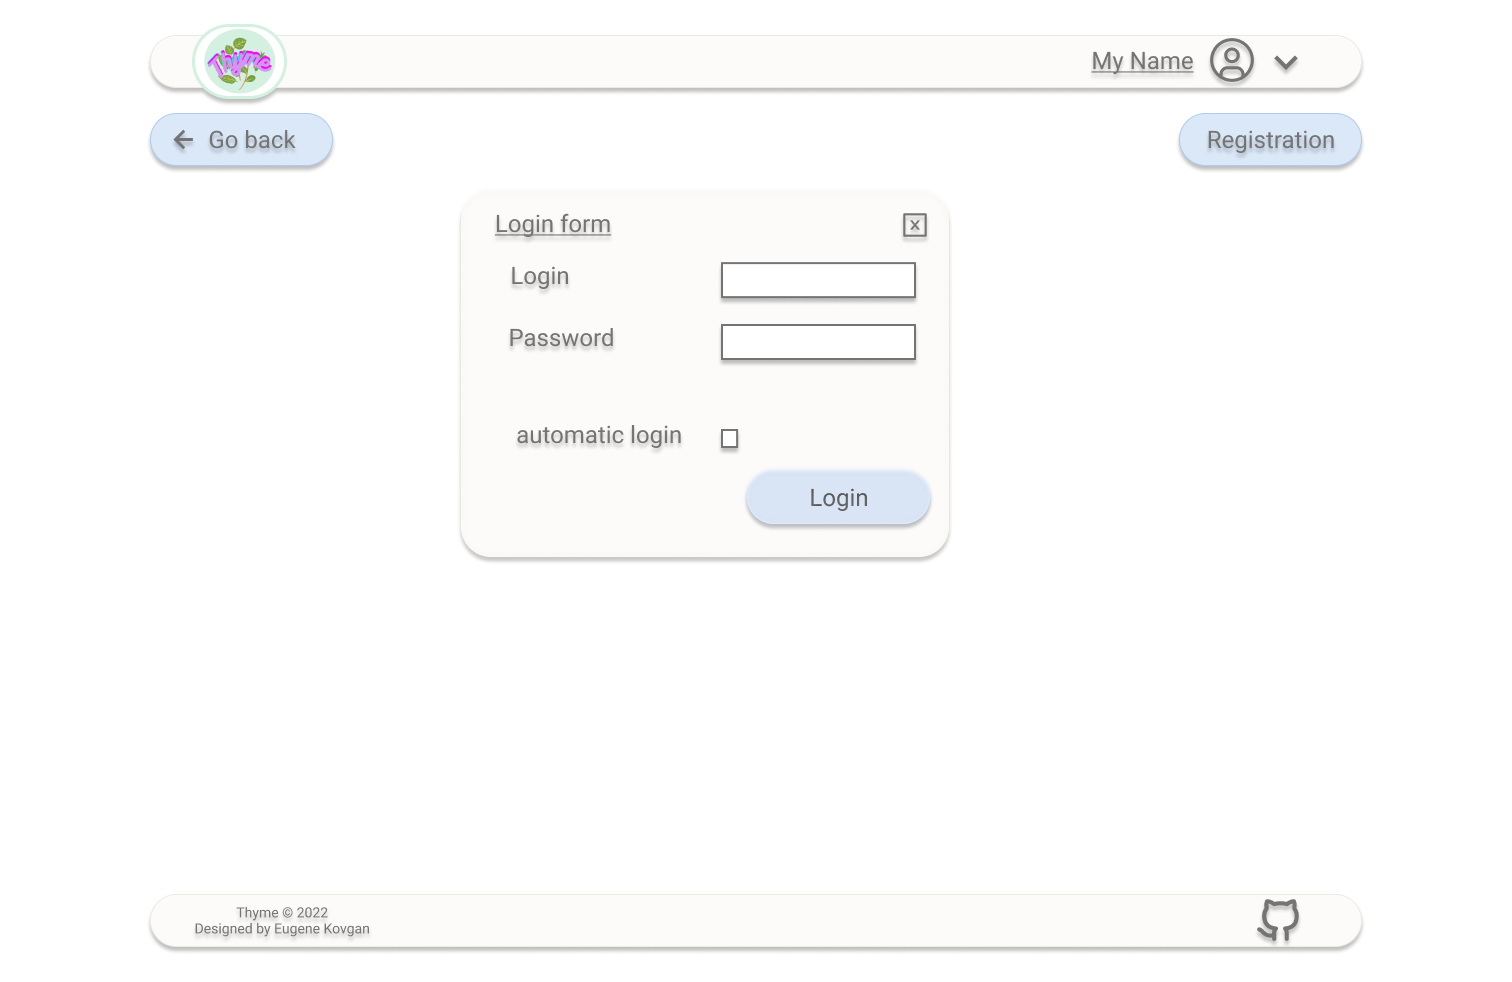 Thyme
My Name
Go back
Registration
Login form
x
Login
Password
automatic login
Login
Thyme © 2022
Designed by Eugene Kovgan